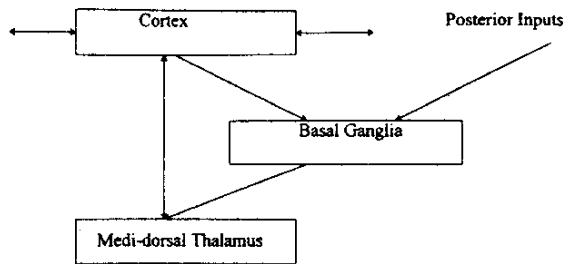 Cortex
Posterior Inputs
Basal Ganglia
Medi-dorsal Thalamus